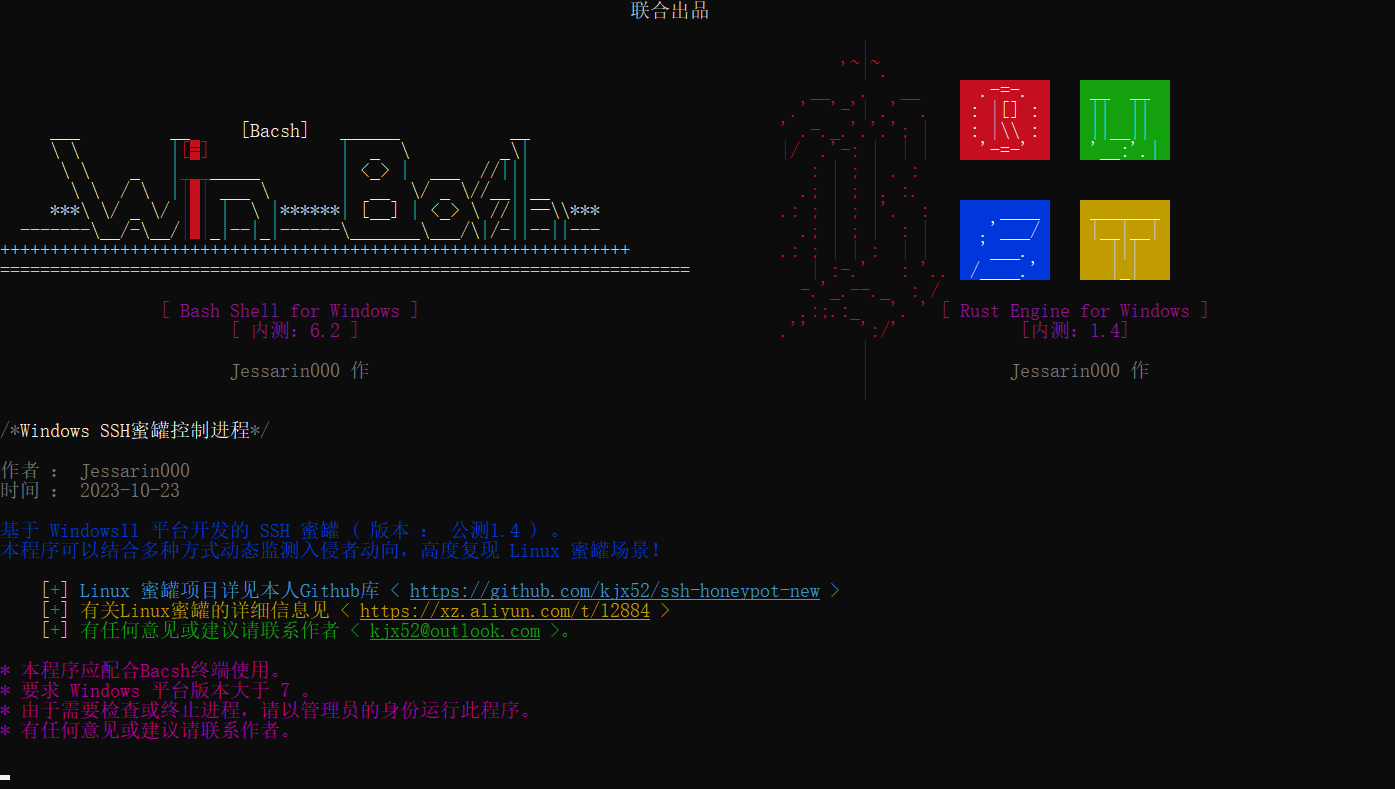 联合出品
[Bacsh]
[ Bash Shell for Windows ]
[ 内测：6.2 ]
Jessarin000 作
[ Rust Engine for Windows ]
[内测：1.4]
Jessarin000 作
/*Windows SSH蜜罐控制进程*/
作者 ： Jessarin000
时间 ： 2023-10-23
基于 Windows11 平台开发的 SSH 蜜罐 ( 版本 ： 公测1.4 ) 。
本程序可以结合多种方式动态监测入侵者动向，高度复现 Linux 蜜罐场景!
[+] Linux 蜜罐项目详见本人Github库 < https://github.com/kjx52/ssh-honeypot-new >
[+] 有关Linux蜜罐的详细信息见 < https://xz.aliyun.com/t/12884 >
[+] 有任何意见或建议请联系作者 < kjx52@outlook.com >。
* 本程序应配合Bacsh终端使用。
* 要求 Windows 平台版本大于 7 。
* 由于需要检查或终止进程，请以管理员的身份运行此程序。
* 有任何意见或建议请联系作者。